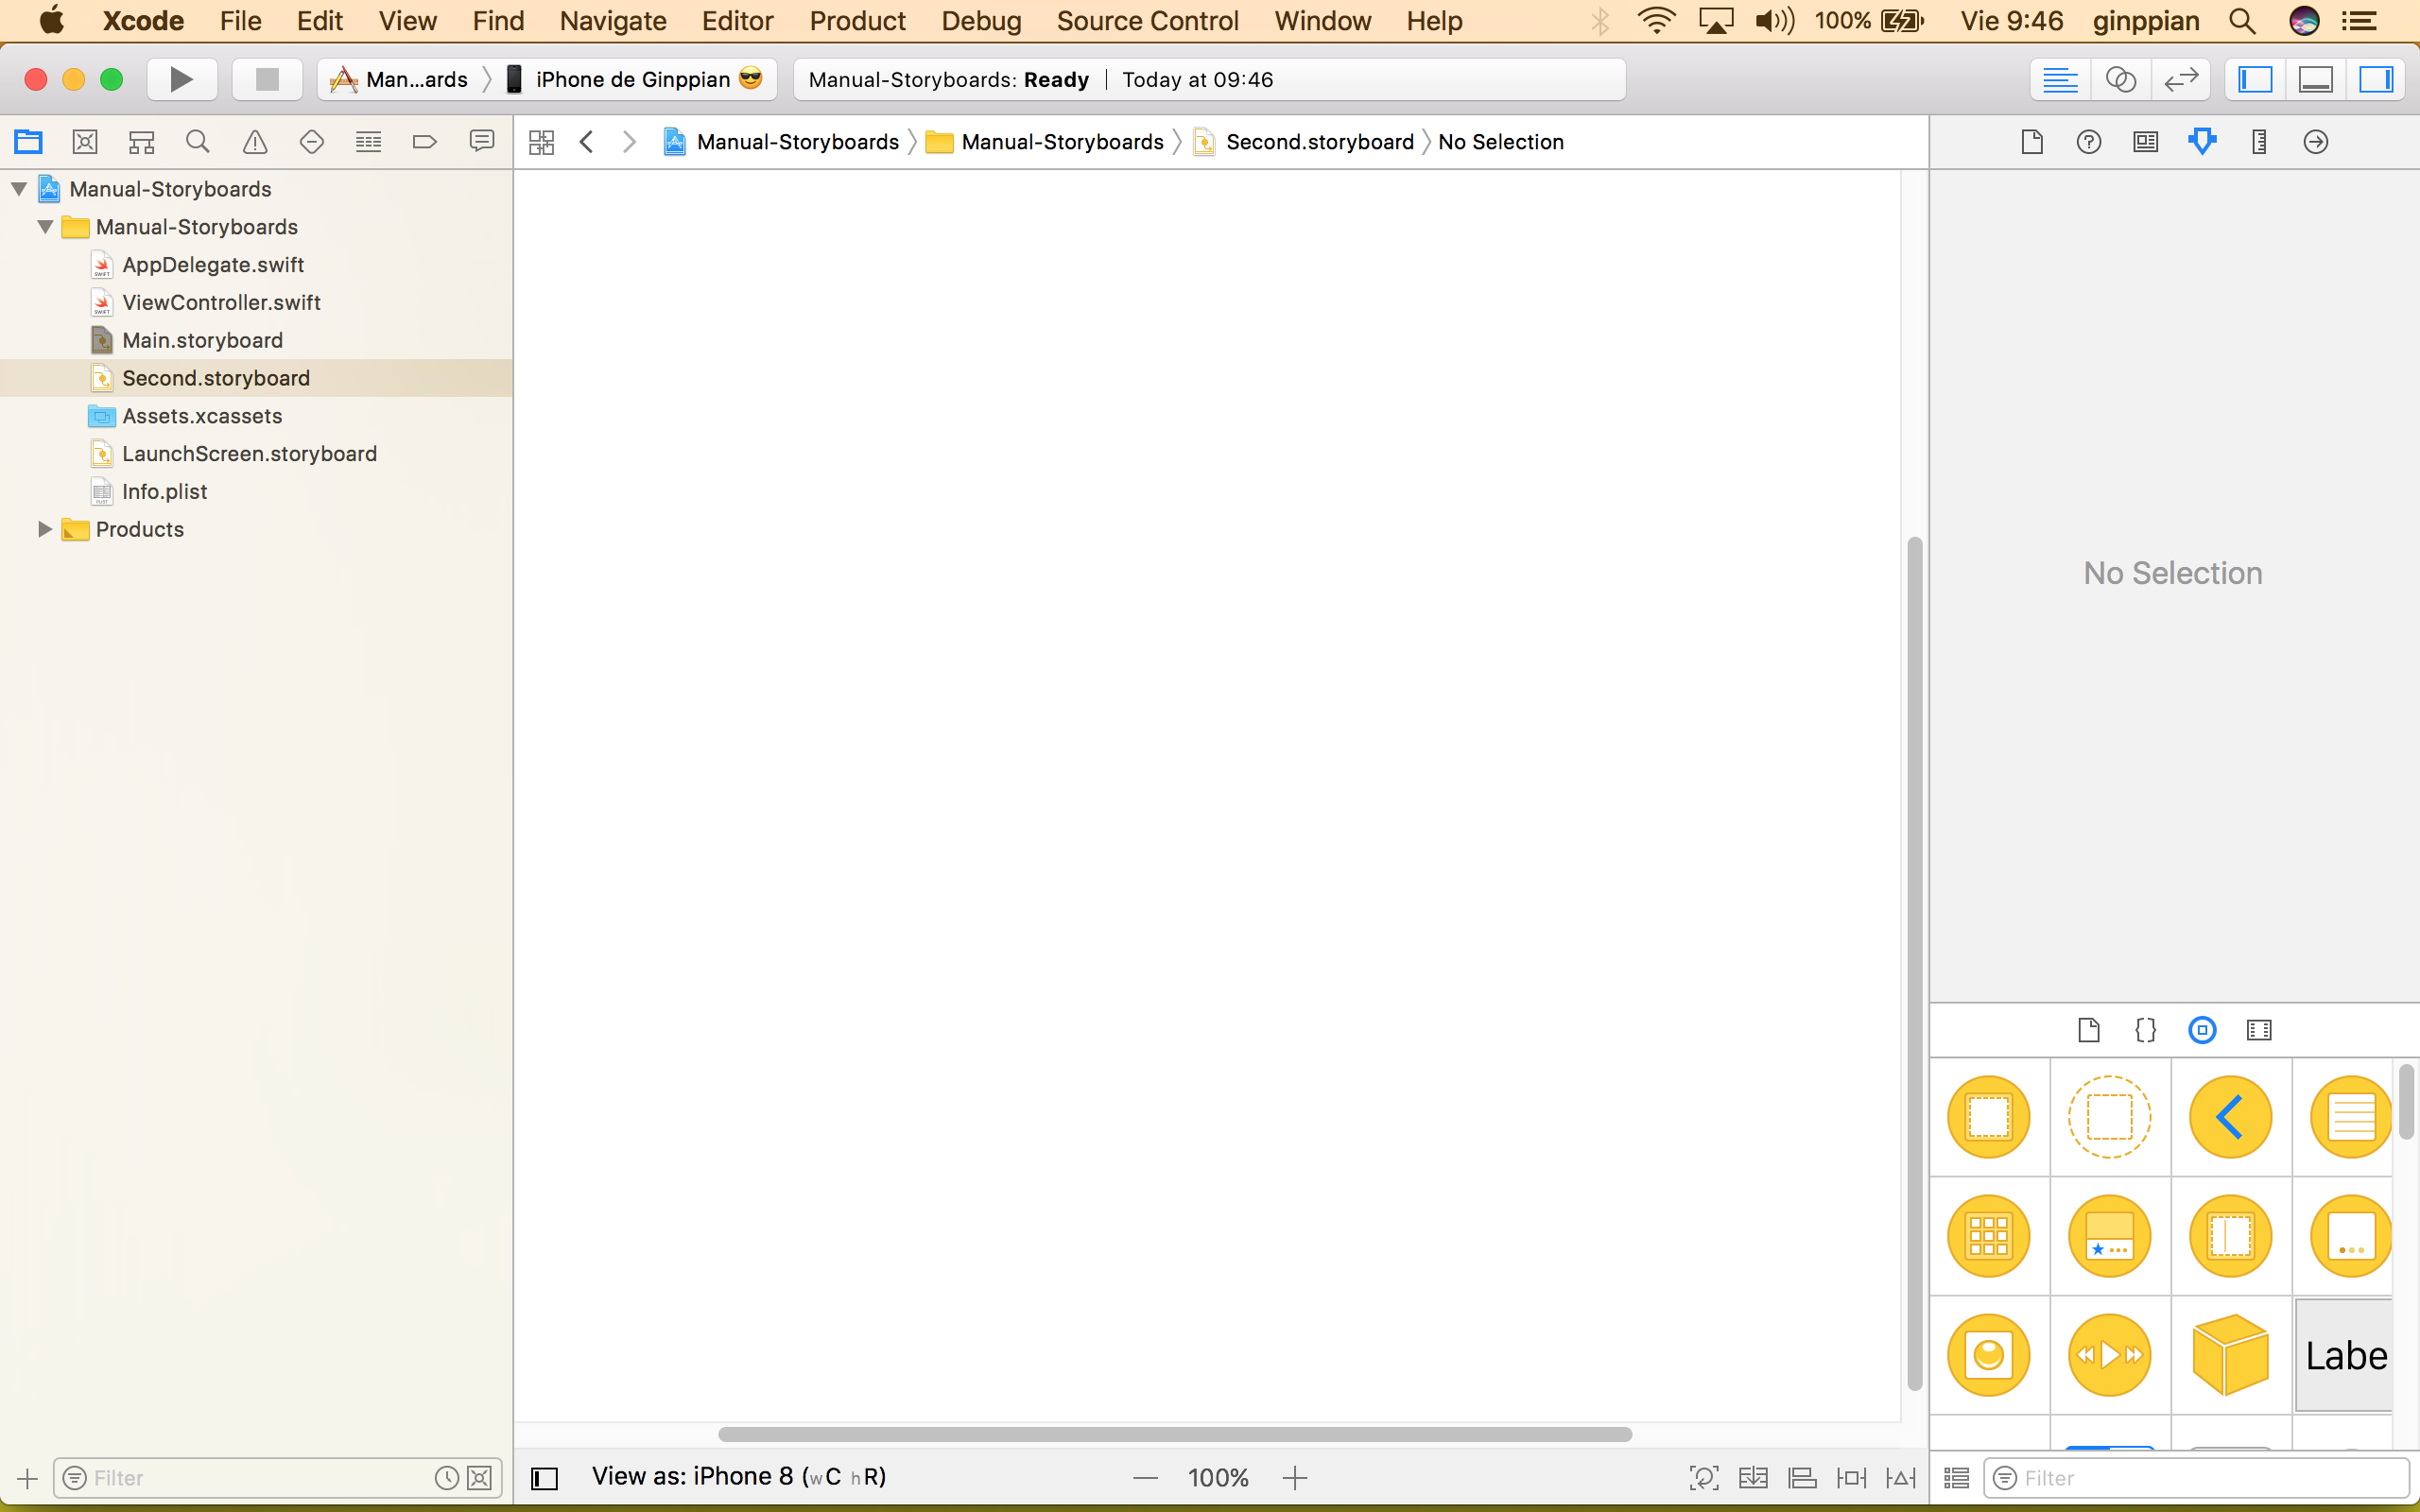 Xcode File Edit View Find Navigate Editor Product Debug Source Control Window Help 100% Vie 9:46 ginppian
Man...ards iPhone de Ginppian 😎 Manual-Storyboards: Ready | Today at 09:46
Manual-Storyboards Manual-Storyboards Second.storyboard No Selection
Manual-Storyboards
Manual-Storyboards
AppDelegate.swift
ViewController.swift
Main.storyboard
Second.storyboard
Assets.xcassets
LaunchScreen.storyboard
Info.plist
Products
No Selection
Labe
Filter
View as: iPhone 8 (wC hR)
100%
Filter